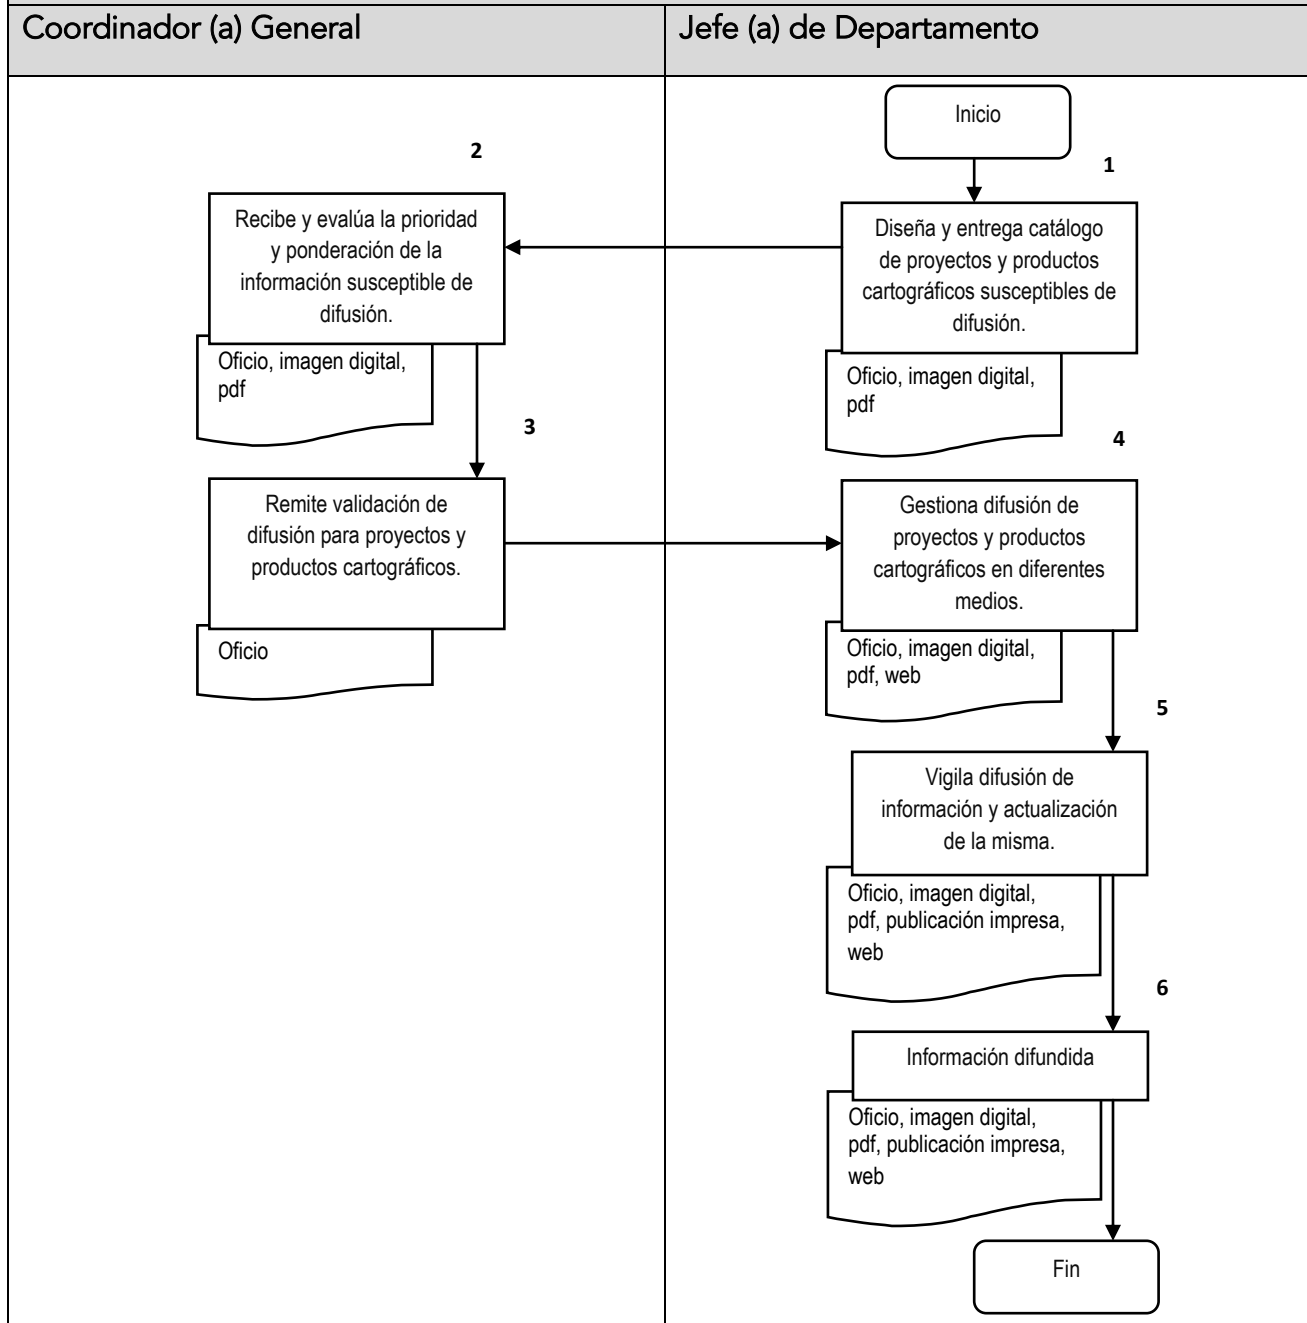 Coordinador (a) General
Jefe (a) de Departamento
Inicio
1
Diseña y entrega catálogo
de proyectos y productos
cartográficos susceptibles de
difusión.
Oficio, imagen digital,
pdf
2
Recibe y evalúa la prioridad
y ponderación de la
información susceptible de
difusión.
Oficio, imagen digital,
pdf
3
Remite validación de
difusión para proyectos y
productos cartográficos.
Oficio
4
Gestiona difusión de
proyectos y productos
cartográficos en diferentes
medios.
Oficio, imagen digital,
pdf, web
5
Vigila difusión de
información y actualización
de la misma.
Oficio, imagen digital,
pdf, publicación impresa,
web
6
Información difundida
Oficio, imagen digital,
pdf, publicación impresa,
web
Fin